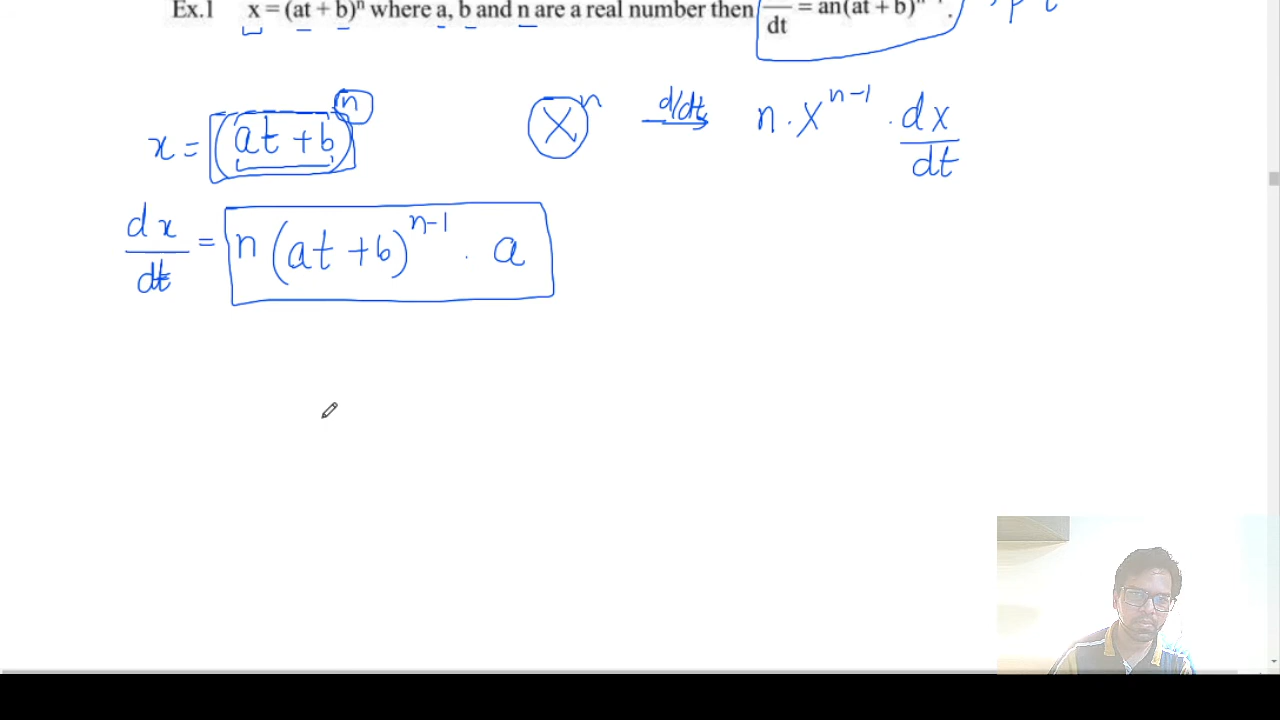 Ex.1 x = (at + b)ⁿ where a, b and n are a real number then — = an(at + b)
dt
x = (at + b)ⁿ Xⁿ d/dt n · Xⁿ⁻¹ · dx/dt
dx/dt = n (at + b)ⁿ⁻¹ · a